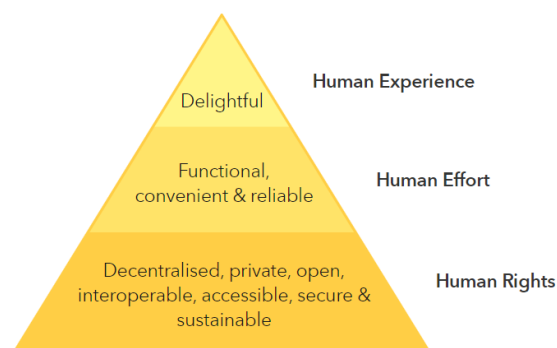 Delightful
Human Experience
Functional,
convenient & reliable
Human Effort
Decentralised, private, open,
interoperable, accessible, secure &
sustainable
Human Rights